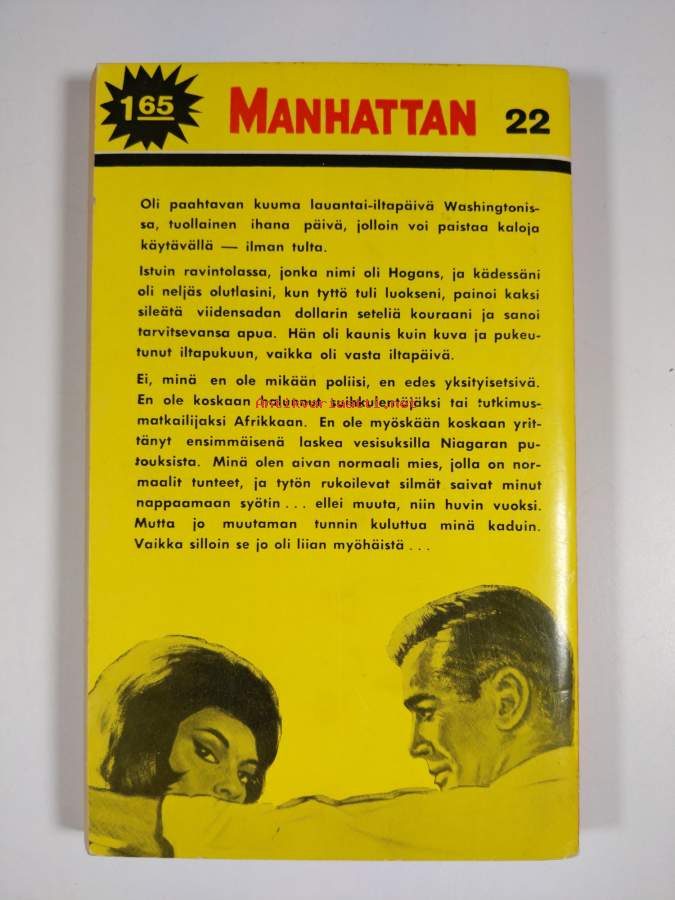 1 65
MANHATTAN 22
Oli paahtavan kuuma lauantai-iltapäivä Washingtonis-
sa, tuollainen ihana päivä, jolloin voi paistaa kaloja
käytävällä — ilman tulta.
Istuin ravintolassa, jonka nimi oli Hogans, ja kädessäni
oli neljäs olutlasini, kun tyttö tuli luokseni, painoi kaksi
sileätä viidensadan dollarin seteliä kouraani ja sanoi
tarvitsevansa apua. Hän oli kaunis kuin kuva ja pukeu-
tunut iltapukuun, vaikka oli vasta iltapäivä.
Ei, minä en ole mikään poliisi, en edes yksityisetsivä.
En ole koskaan halunnut suihkulentäjäksi tai tutkimus-
matkailijaksi Afrikkaan. En ole myöskään koskaan yrit-
tänyt ensimmäisenä laskea vesisuksilla Niagaran pu-
touksista. Minä olen aivan normaali mies, jolla on nor-
maalit tunteet, ja tytön rukoilevat silmät saivat minut
nappaamaan syötin . . . ellei muuta, niin huvin vuoksi.
Mutta jo muutaman tunnin kuluttua minä kaduin.
Vaikka silloin se jo oli liian myöhäistä . . .